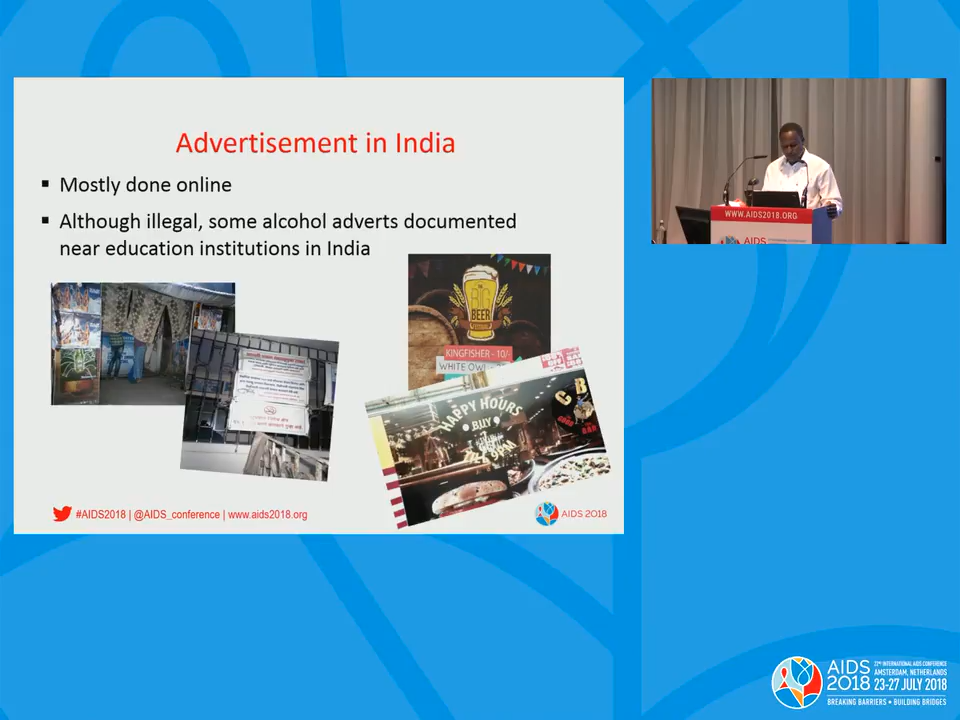 Advertisement in India
▪ Mostly done online
▪ Although illegal, some alcohol adverts documented
near education institutions in India
BIG
BEER
KINGFISHER - 10/-
WHITE OWL
HAPPY HOURS
BUY
#AIDS2018 | @AIDS_conference | www.aids2018.org
AIDS 2018
WWW.AIDS2018.ORG
AIDS
AIDS
2018
22ND INTERNATIONAL AIDS CONFERENCE
AMSTERDAM, NETHERLANDS
23-27 JULY 2018
BREAKING BARRIERS • BUILDING BRIDGES